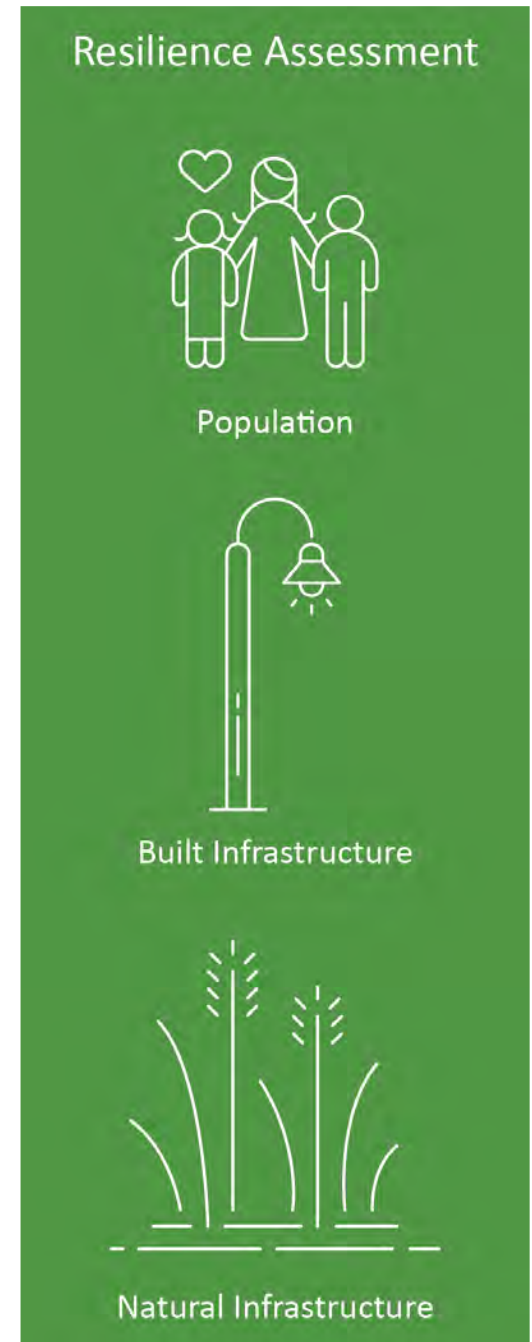 Resilience Assessment
Population
Built Infrastructure
Natural Infrastructure